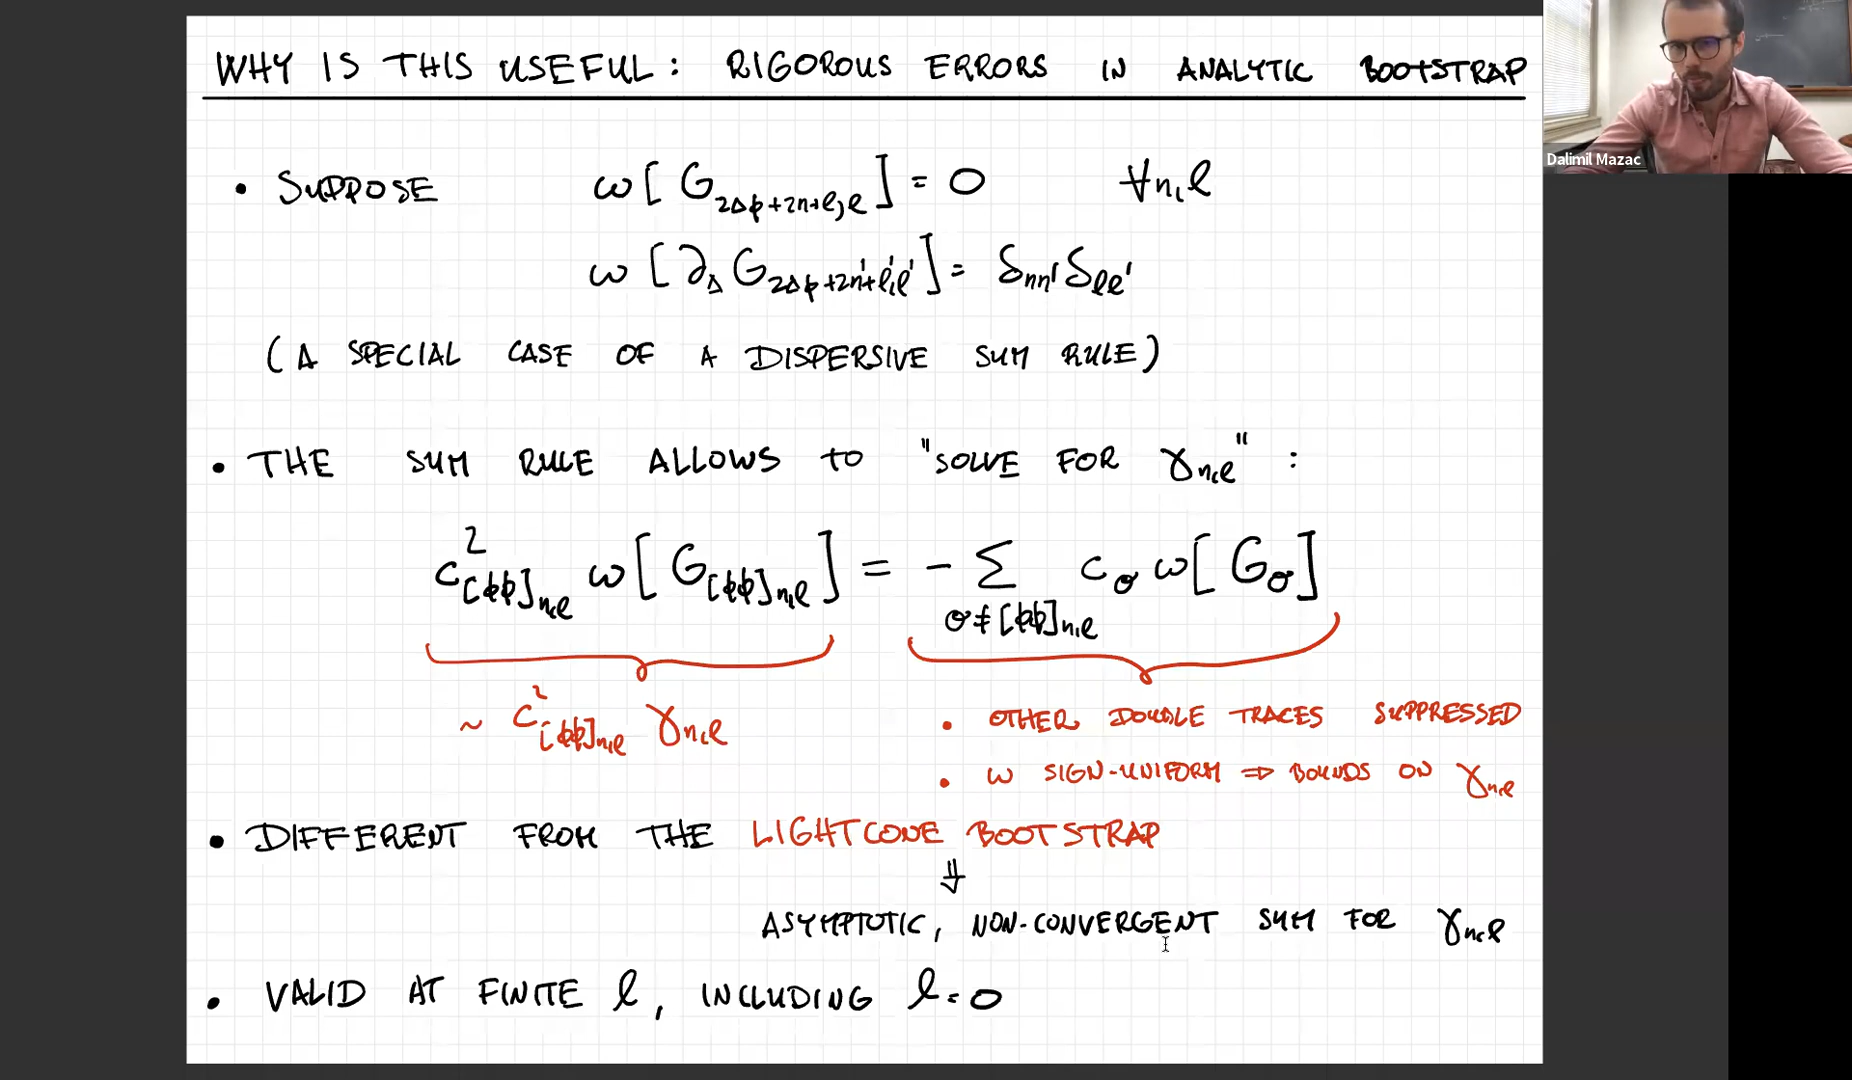 WHY IS THIS USEFUL: RIGOROUS ERRORS IN ANALYTIC BOOTSTRAP
Dalimil Mazac
• SUPPOSE ω[G_{2Δϕ+2n+ℓ,ℓ}] = 0 ∀n,ℓ
ω[∂_Δ G_{2Δϕ+2n'+ℓ',ℓ'}] = δ_{nn'} δ_{ℓℓ'}
(A SPECIAL CASE OF A DISPERSIVE SUM RULE)
• THE SUM RULE ALLOWS TO "SOLVE FOR γ_{n,ℓ}" :
c²_{[ϕϕ]_{n,ℓ}} ω[G_{[ϕϕ]_{n,ℓ}}] = - Σ_{O≠[ϕϕ]_{n,ℓ}} c_O ω[G_O]
~ c²_{[ϕϕ]_{n,ℓ}} γ_{n,ℓ}
• OTHER DOUBLE TRACES SUPPRESSED
• ω SIGN-UNIFORM ⇒ BOUNDS ON γ_{n,ℓ}
• DIFFERENT FROM THE LIGHTCONE BOOTSTRAP
⇓
ASYMPTOTIC, NON-CONVERGENT SUM FOR γ_{n,ℓ}
• VALID AT FINITE ℓ, INCLUDING ℓ=0